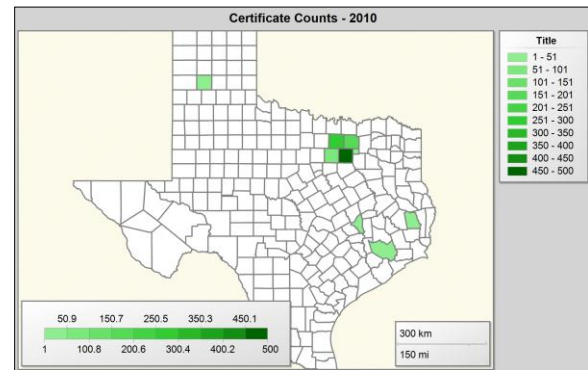 Certificate Counts - 2010
Title
1 - 51
51 - 101
101 - 151
151 - 201
201 - 251
251 - 300
300 - 350
350 - 400
400 - 450
450 - 500
50.9 150.7 250.5 350.3 450.1
1 100.8 200.6 300.4 400.2 500
300 km
150 mi